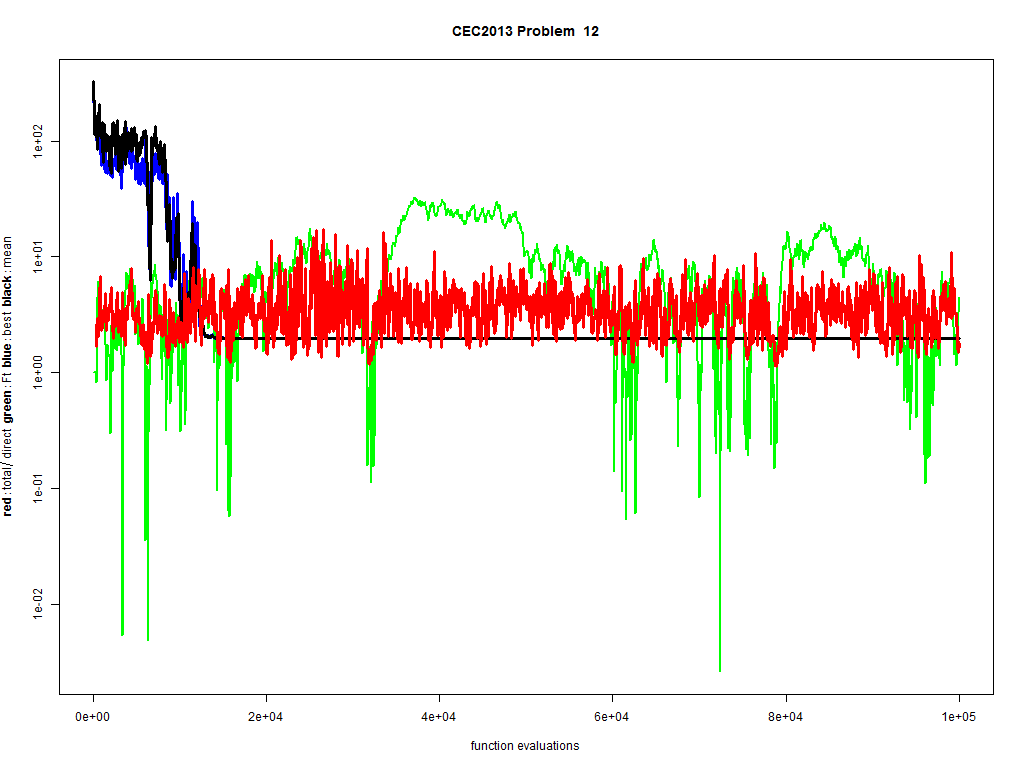 CEC2013 Problem 12
red : total/ direct green : Ft blue : best black : mean
1e+02
1e+01
1e+00
1e-01
1e-02
0e+00 2e+04 4e+04 6e+04 8e+04 1e+05
function evaluations